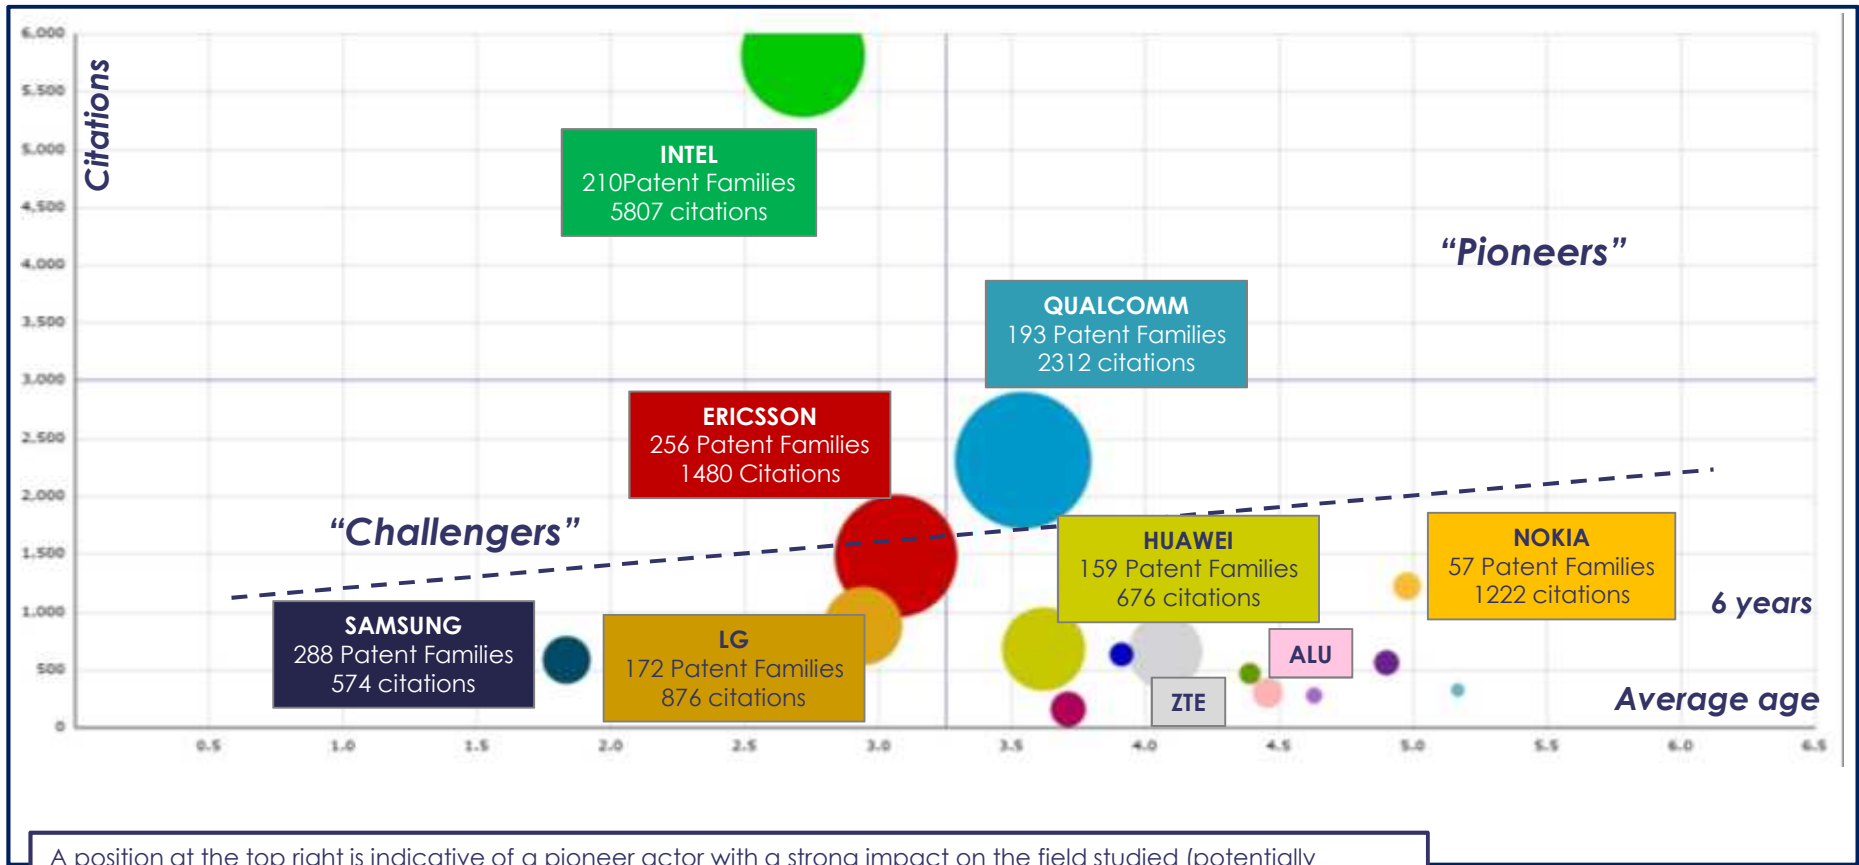 6,000
5,500
5,000
4,500
4,000
3,500
3,000
2,500
2,000
1,500
1,000
500
0
Citations
INTEL
210Patent Families
5807 citations
“Pioneers”
QUALCOMM
193 Patent Families
2312 citations
ERICSSON
256 Patent Families
1480 Citations
“Challengers”
HUAWEI
159 Patent Families
676 citations
NOKIA
57 Patent Families
1222 citations
6 years
SAMSUNG
288 Patent Families
574 citations
LG
172 Patent Families
876 citations
ALU
ZTE
Average age
0.5 1.0 1.5 2.0 2.5 3.0 3.5 4.0 4.5 5.0 5.5 6.0 6.5
A position at the top right is indicative of a pioneer actor with a strong impact on the field studied (potentially